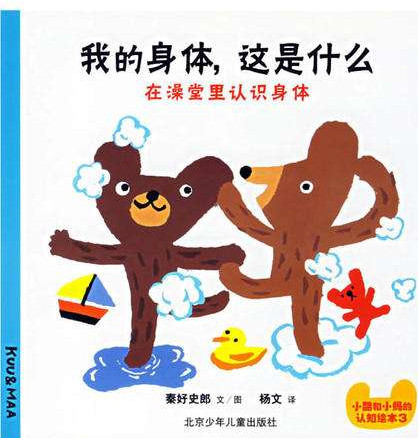 我的身体，这是什么
在澡堂里认识身体
秦好史郎 文/图 杨文 译
北京少年儿童出版社
KUU&MAA
小酷和小玛的
认知绘本3